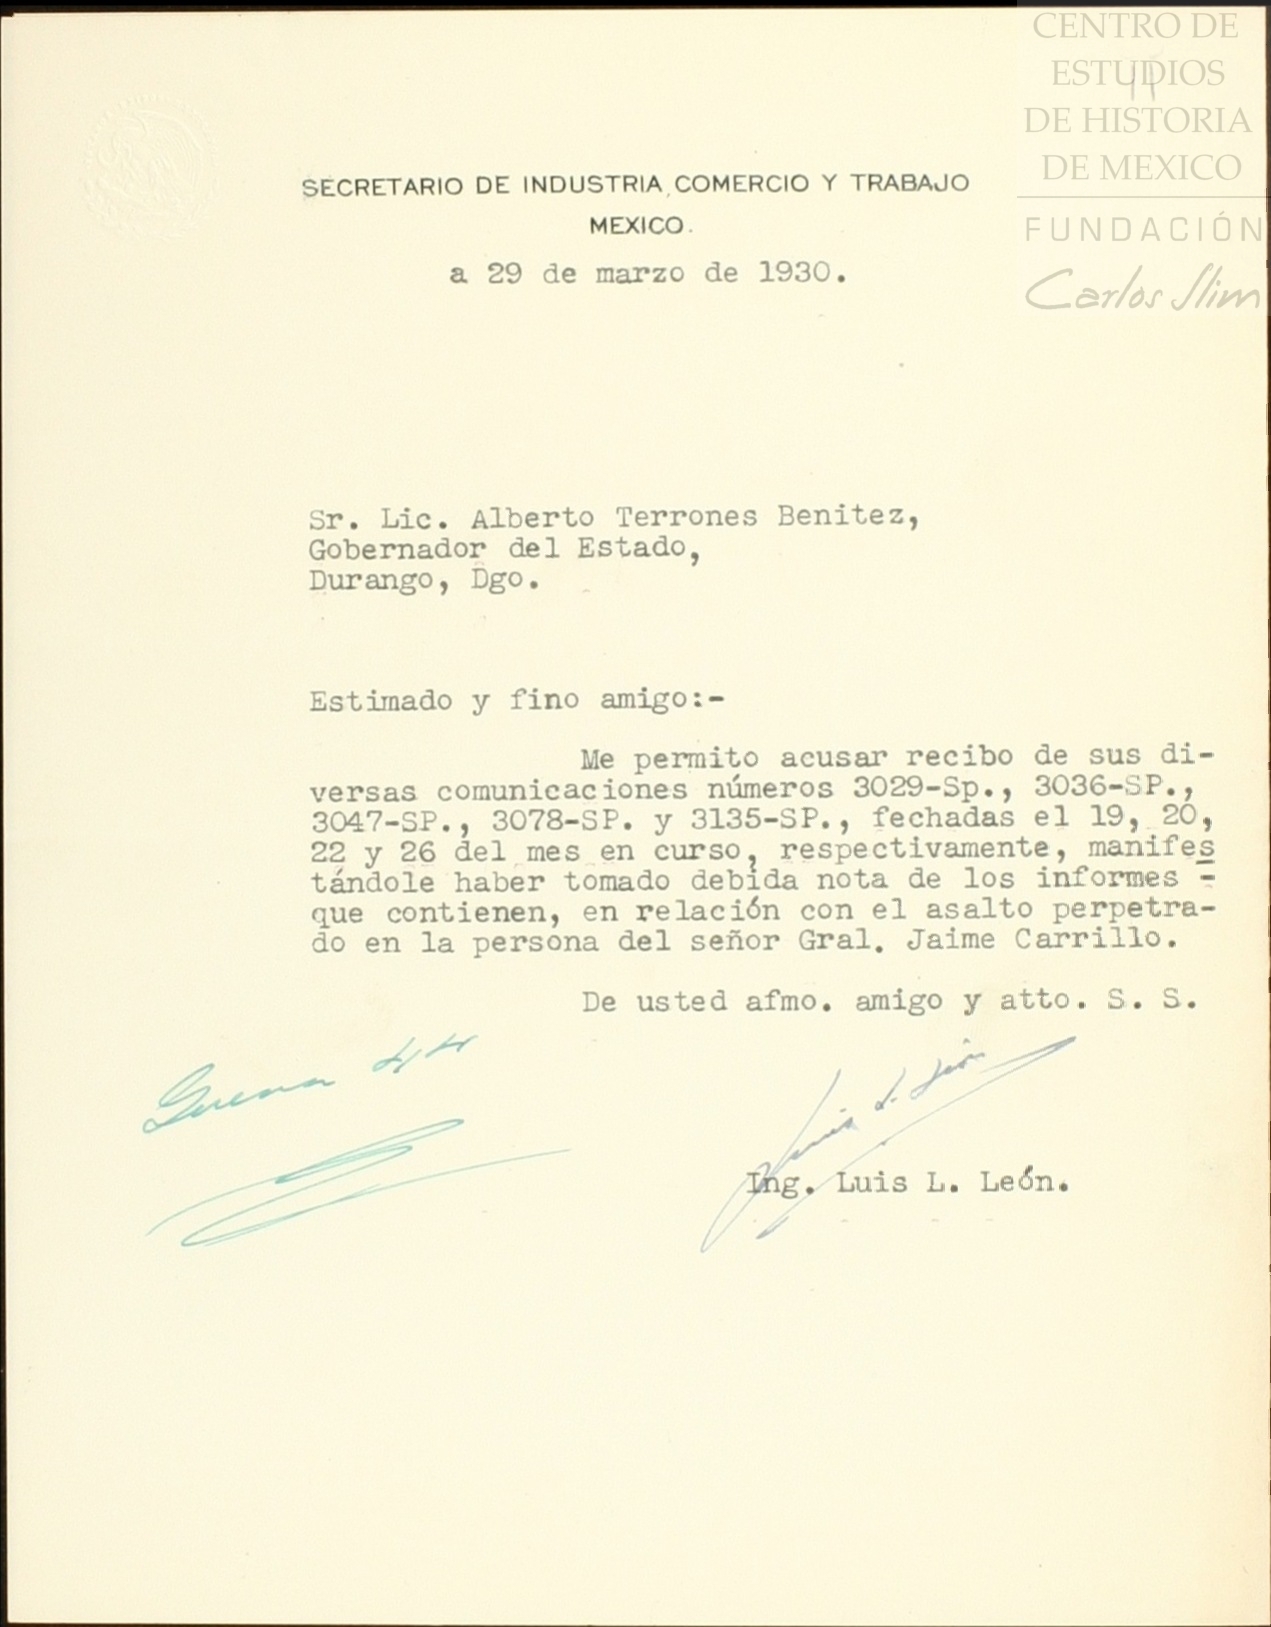 CENTRO DE
ESTUDIOS
DE HISTORIA
DE MEXICO
FUNDACIÓN
Carlos Slim
SECRETARIO DE INDUSTRIA, COMERCIO Y TRABAJO
MEXICO.
a 29 de marzo de 1930.
Sr. Lic. Alberto Terrones Benitez,
Gobernador del Estado,
Durango, Dgo.
Estimado y fino amigo:-
Me permito acusar recibo de sus di-
versas comunicaciones números 3029-Sp., 3036-SP.,
3047-SP., 3078-SP. y 3135-SP., fechadas el 19, 20,
22 y 26 del mes en curso, respectivamente, manifes
tándole haber tomado debida nota de los informes -
que contienen, en relación con el asalto perpetra-
do en la persona del señor Gral. Jaime Carrillo.
De usted afmo. amigo y atto. S. S.
Luis L. León
Ing. Luis L. León.